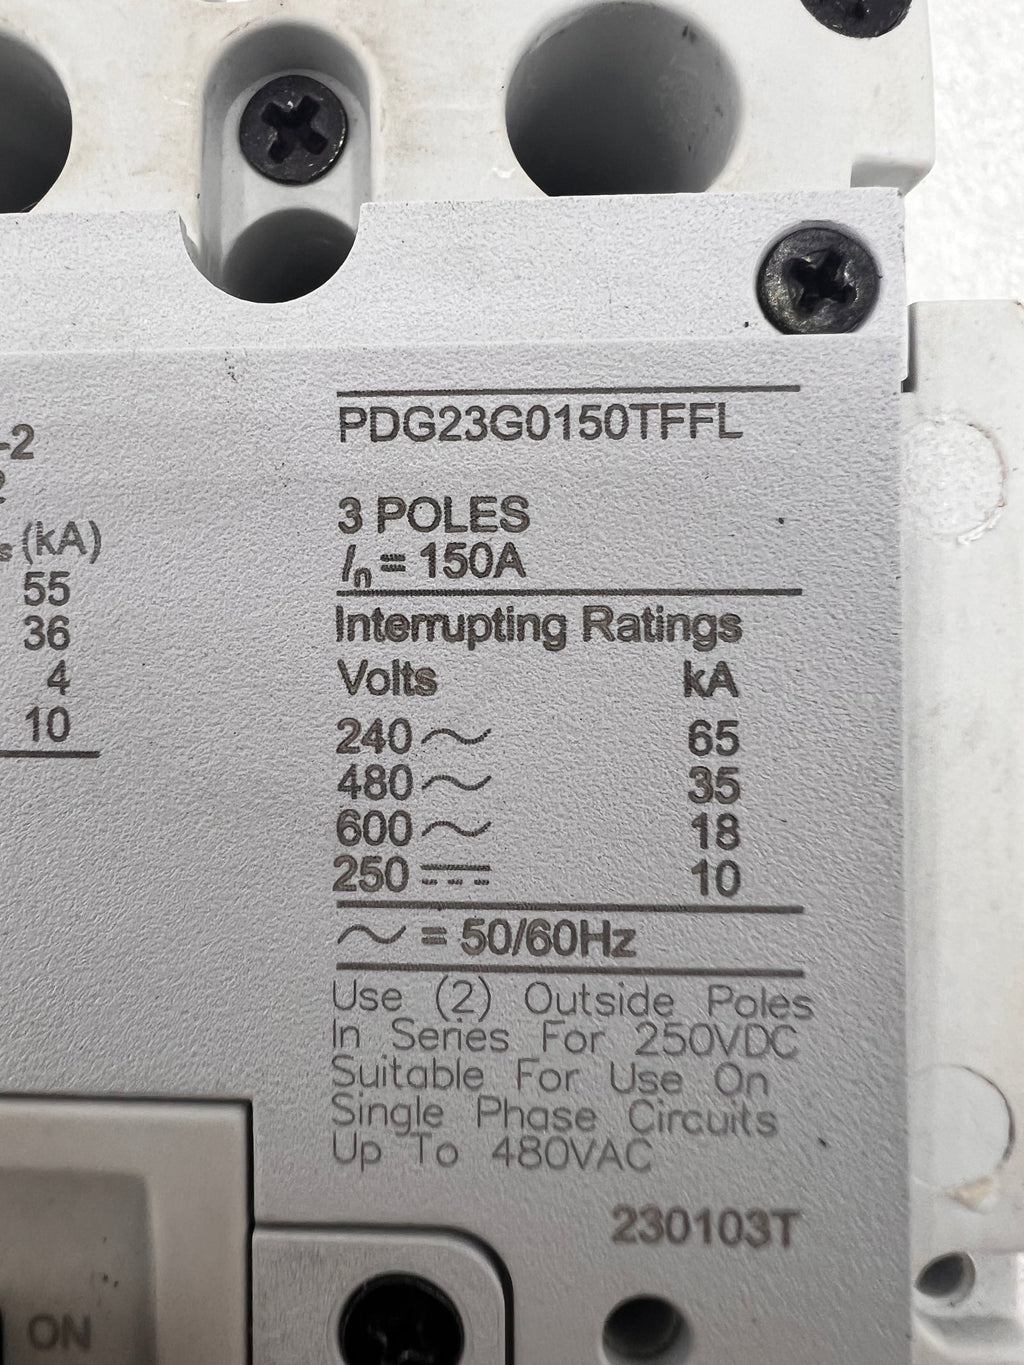 -2
2
s (kA)
55
36
4
10
PDG23G0150TFFL
3 POLES
In = 150A
Interrupting Ratings
Volts kA
240 ~ 65
480 ~ 35
600 ~ 18
250 ⎓ 10
~ = 50/60Hz
Use (2) Outside Poles
In Series For 250VDC
Suitable For Use On
Single Phase Circuits
Up To 480VAC
230103T
ON